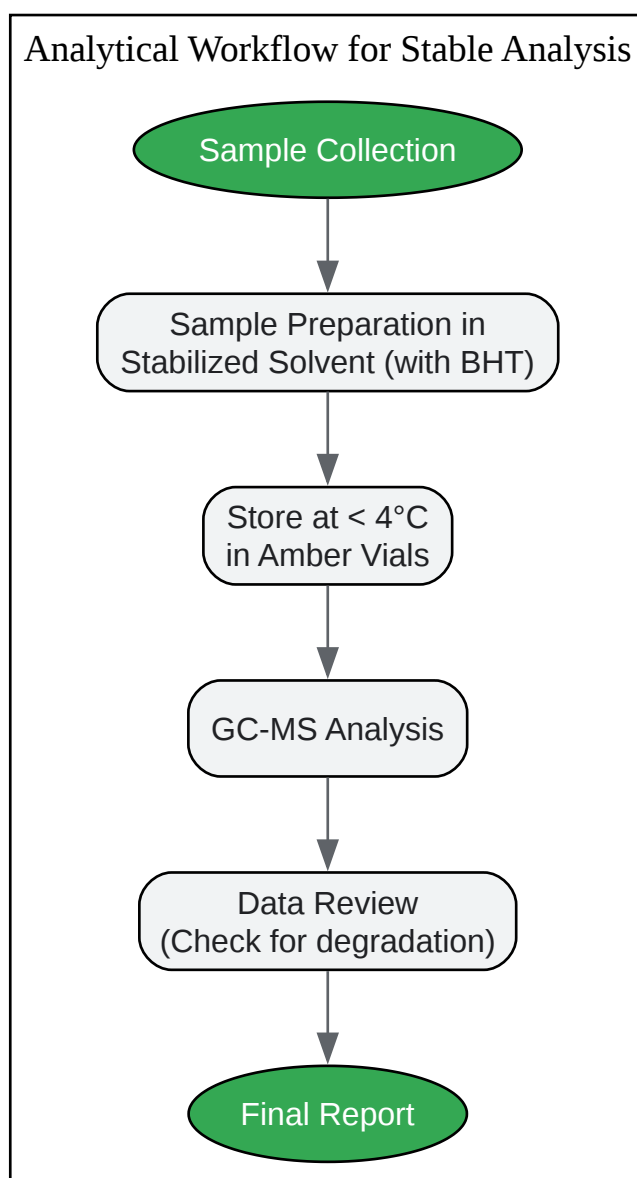 Analytical Workflow for Stable Analysis
Sample Collection
Sample Preparation in
Stabilized Solvent (with BHT)
Store at < 4°C
in Amber Vials
GC-MS Analysis
Data Review
(Check for degradation)
Final Report